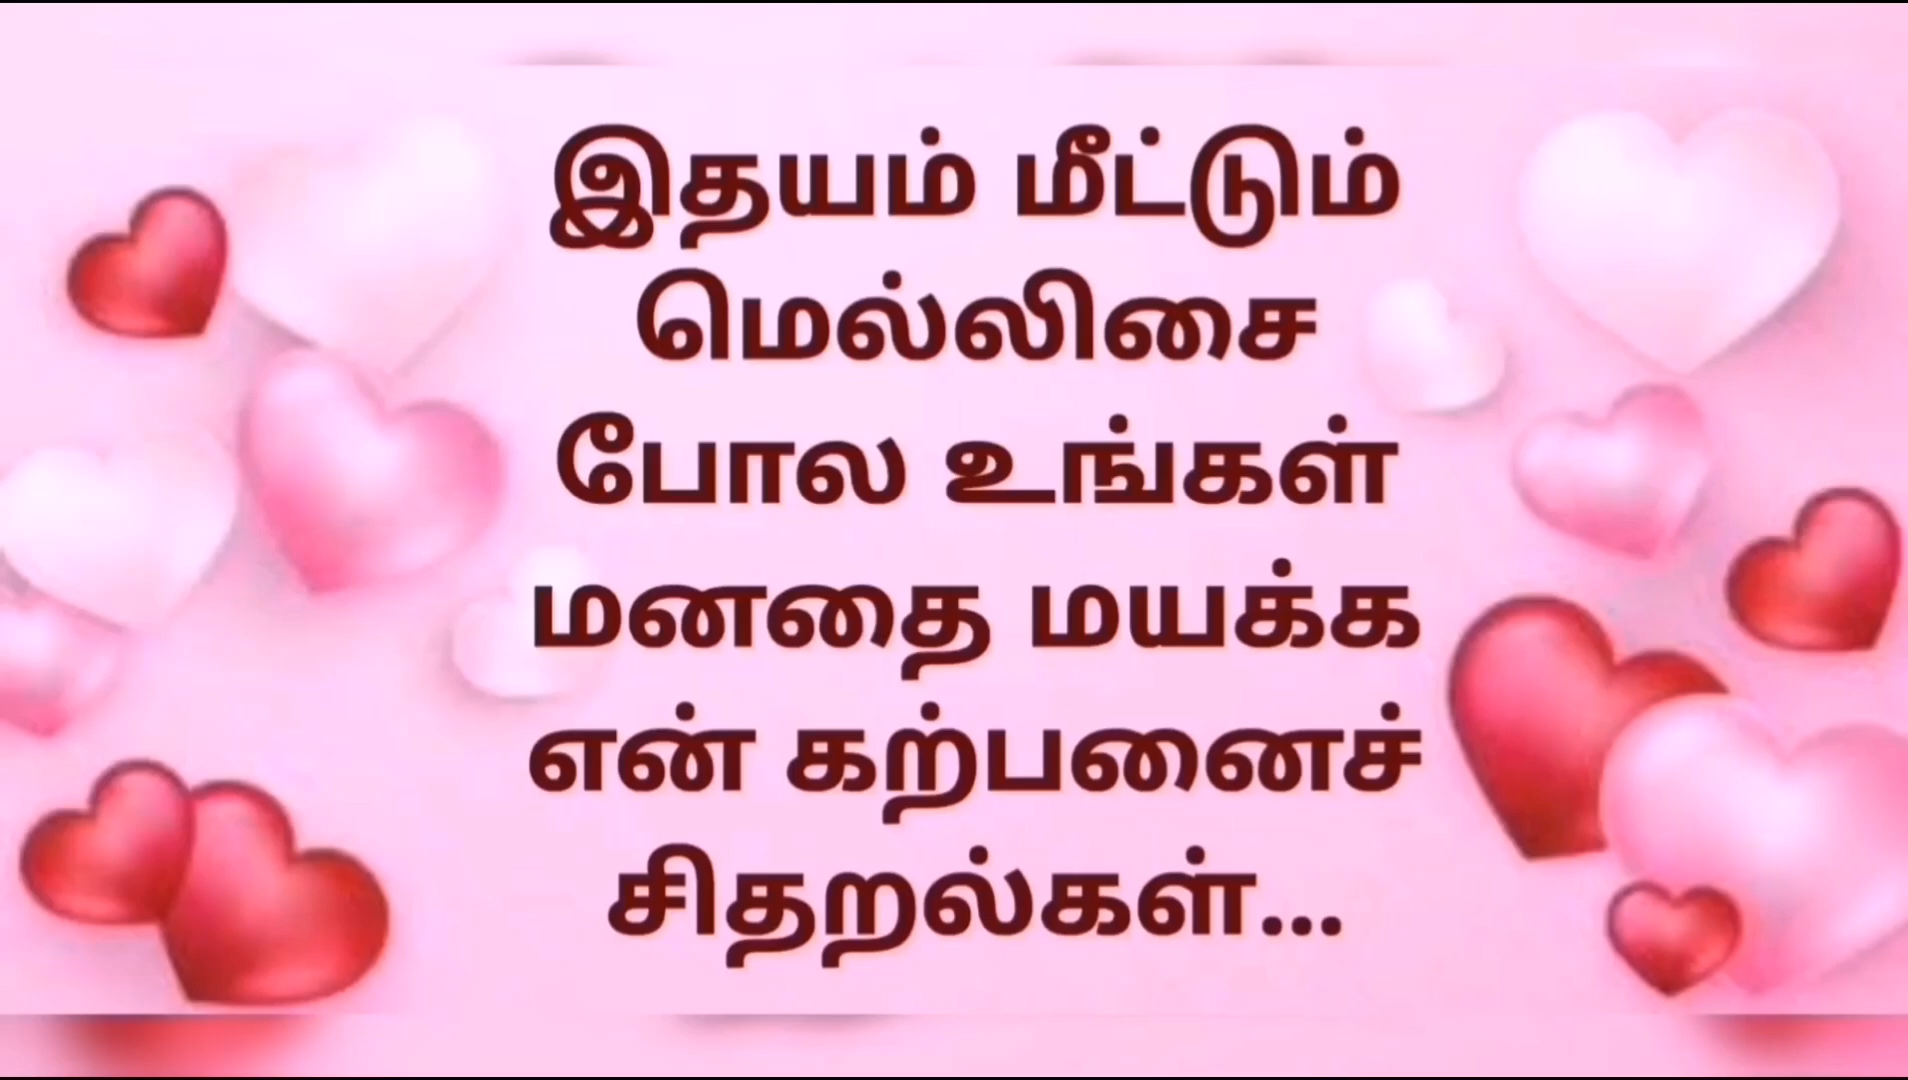 இதயம் மீட்டும்
மெல்லிசை
போல உங்கள்
மனதை மயக்க
என் கற்பனைச்
சிதறல்கள்...